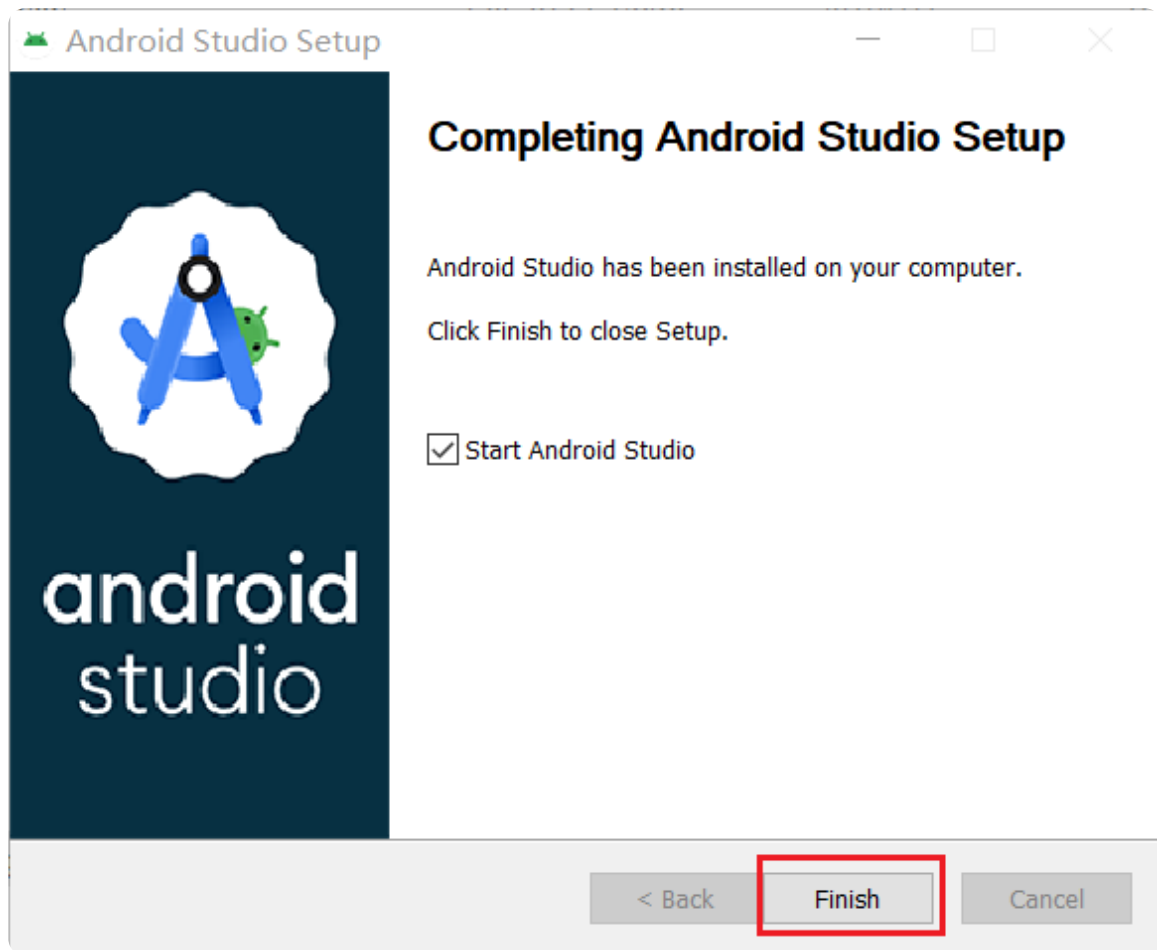 Android Studio Setup
Completing Android Studio Setup
Android Studio has been installed on your computer.
Click Finish to close Setup.
Start Android Studio
android
studio
< Back
Finish
Cancel